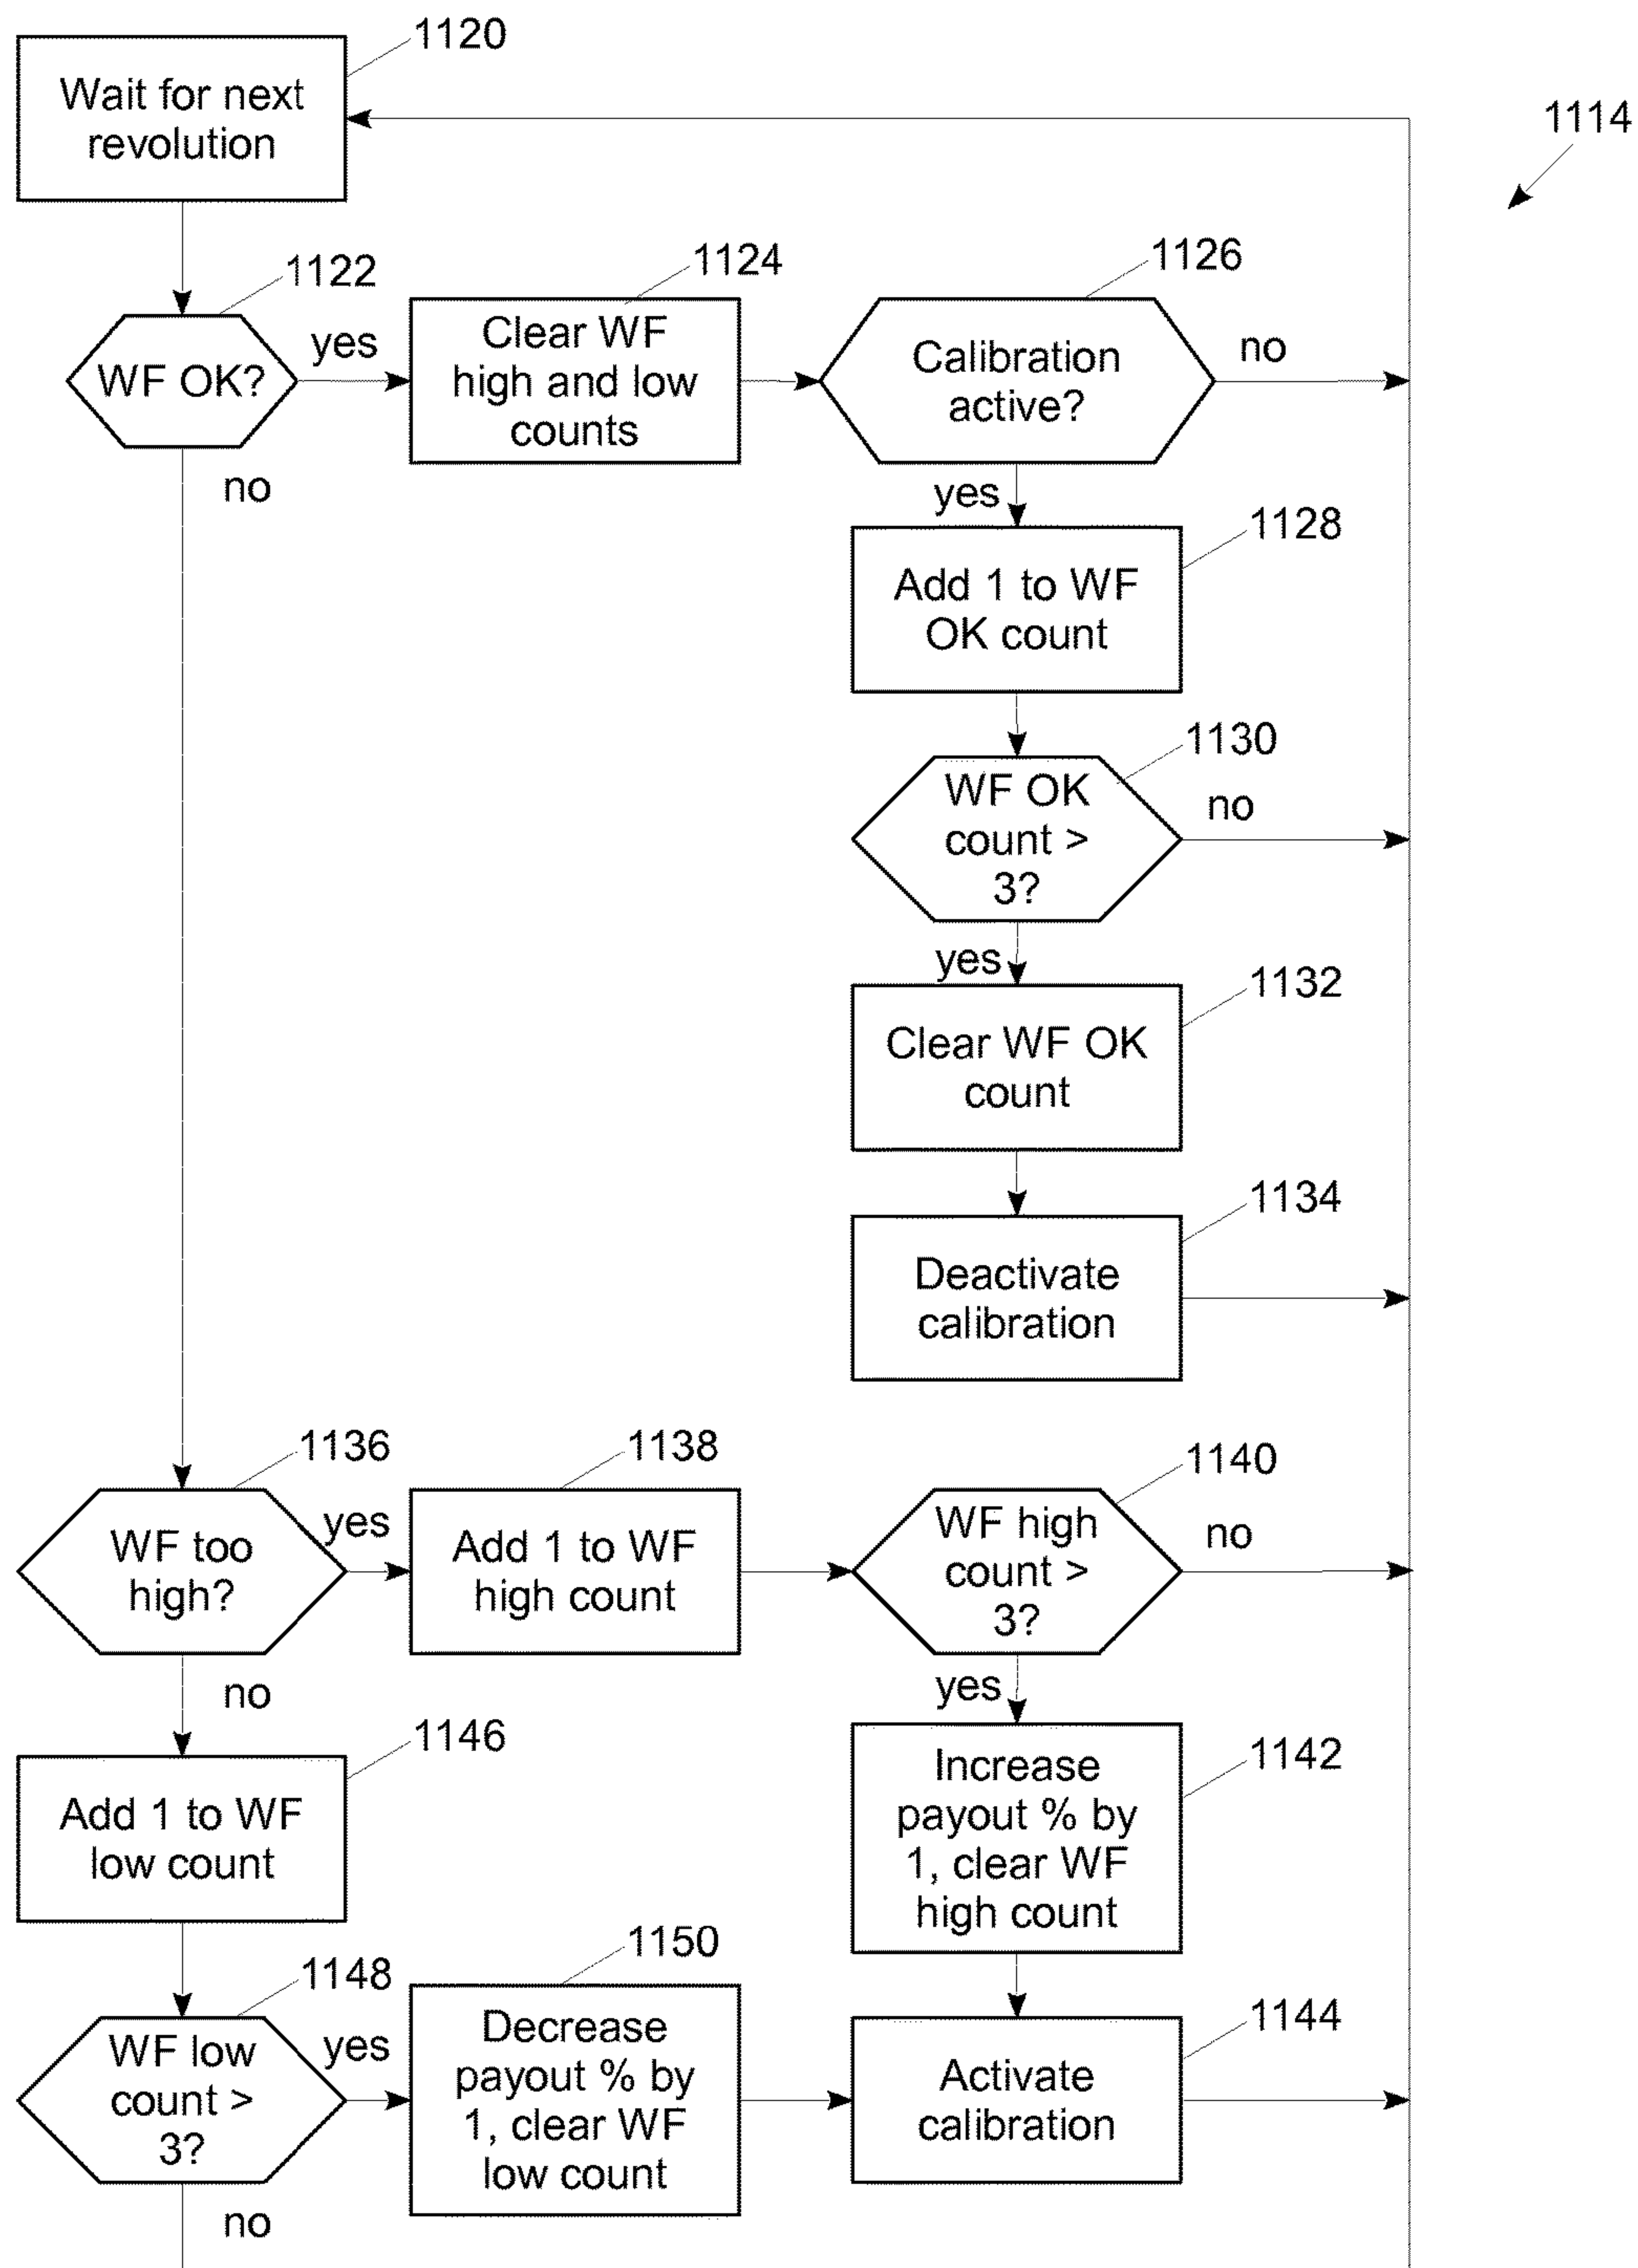 1120
Wait for next
revolution
1114
1122
WF OK?
yes
no
1124
Clear WF
high and low
counts
1126
Calibration
active?
no
yes
1128
Add 1 to WF
OK count
1130
WF OK
count >
3?
no
yes
1132
Clear WF OK
count
1134
Deactivate
calibration
1136
WF too
high?
yes
no
1138
Add 1 to WF
high count
1140
WF high
count >
3?
no
yes
1142
Increase
payout % by
1, clear WF
high count
1146
Add 1 to WF
low count
1148
WF low
count >
3?
yes
no
1150
Decrease
payout % by
1, clear WF
low count
1144
Activate
calibration